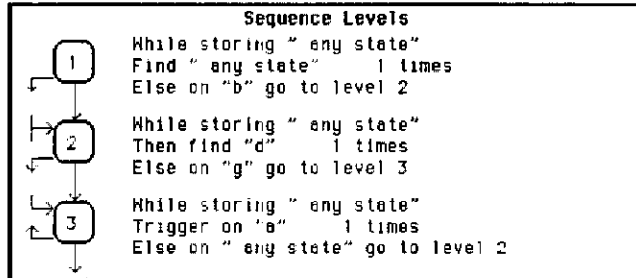 Sequence Levels
While storing " any state"
1
Find " any state" 1 times
Else on "b" go to level 2
While storing " any state"
2
Then find "d" 1 times
Else on "g" go to level 3
While storing " any state"
3
Trigger on "a" 1 times
Else on " any state" go to level 2